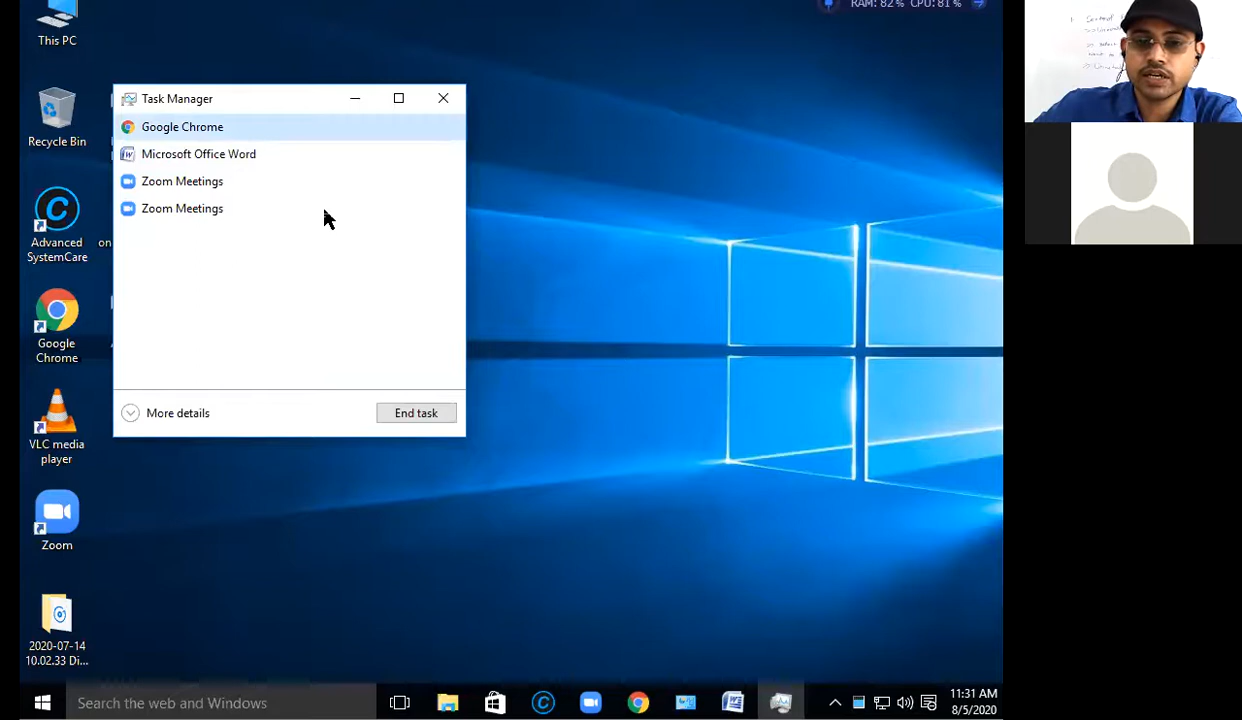 RAM: 82% CPU: 81%
This PC
Task Manager
Google Chrome
Recycle Bin
Microsoft Office Word
Zoom Meetings
Zoom Meetings
Advanced
SystemCare
on
Google
Chrome
More details
End task
VLC media
player
Zoom
2020-07-14
10.02.33 Di...
Search the web and Windows
11:31 AM
8/5/2020